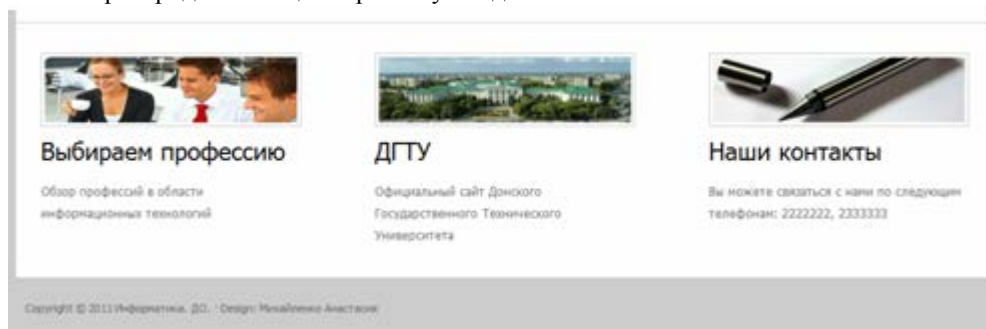 Выбираем профессию
Обзор профессий в области
информационных технологий
ДГТУ
Официальный сайт Донского
Государственного Технического
Университета
Наши контакты
Вы можете связаться с нами по следующим
телефонам: 2222222, 2333333
Copyright © 2011 Информатика. ДО. Design: Михайленко Анастасия